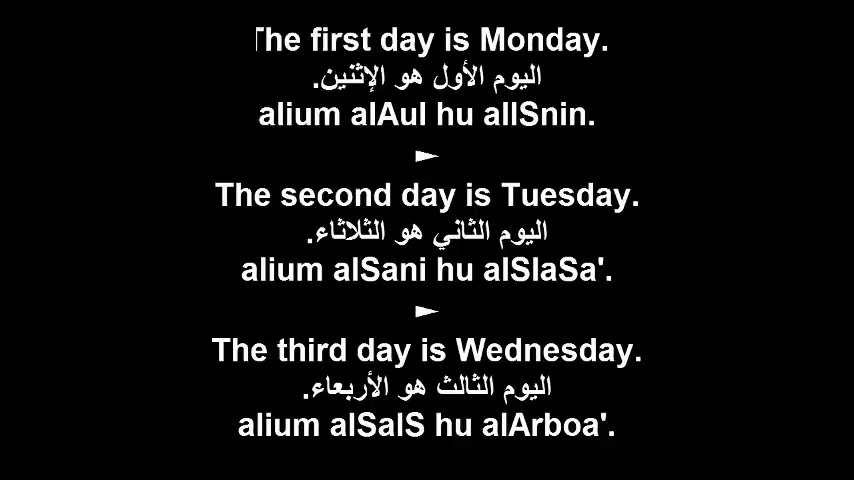 The first day is Monday.
اليوم الأول هو الإثنين.
alium alAul hu allSnin.
►
The second day is Tuesday.
اليوم الثاني هو الثلاثاء.
alium alSani hu alSlaSa'.
►
The third day is Wednesday.
اليوم الثالث هو الأربعاء.
alium alSalS hu alArboa'.